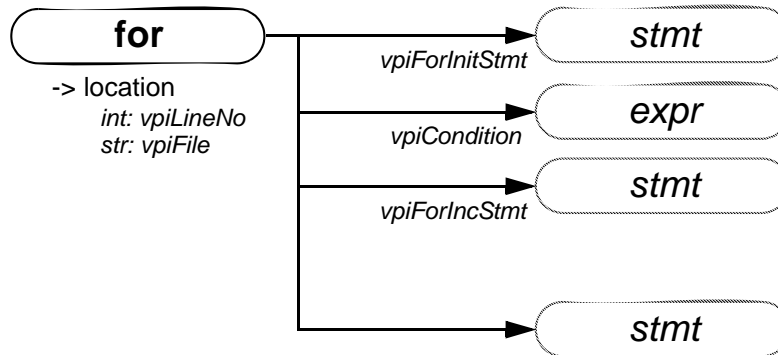 for
stmt
vpiForInitStmt
-> location
int: vpiLineNo
str: vpiFile
expr
vpiCondition
stmt
vpiForIncStmt
stmt